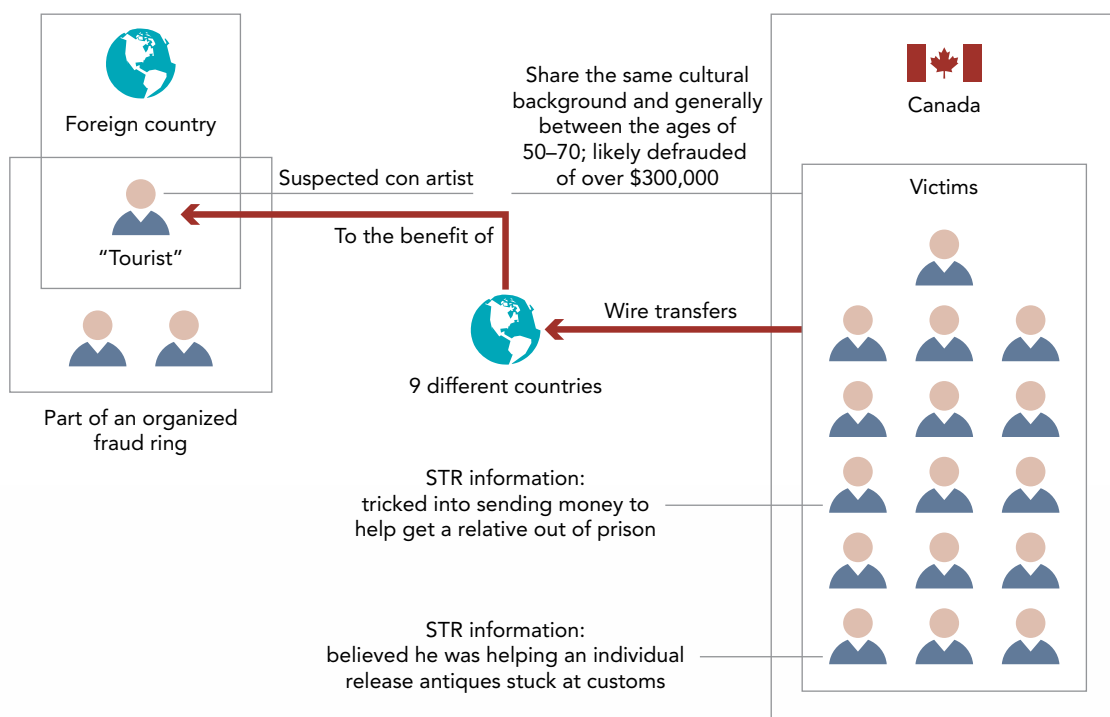 Foreign country
Suspected con artist
"Tourist"
Part of an organized
fraud ring
To the benefit of
9 different countries
Wire transfers
Share the same cultural
background and generally
between the ages of
50–70; likely defrauded
of over $300,000
Canada
Victims
STR information:
tricked into sending money to
help get a relative out of prison
STR information:
believed he was helping an individual
release antiques stuck at customs